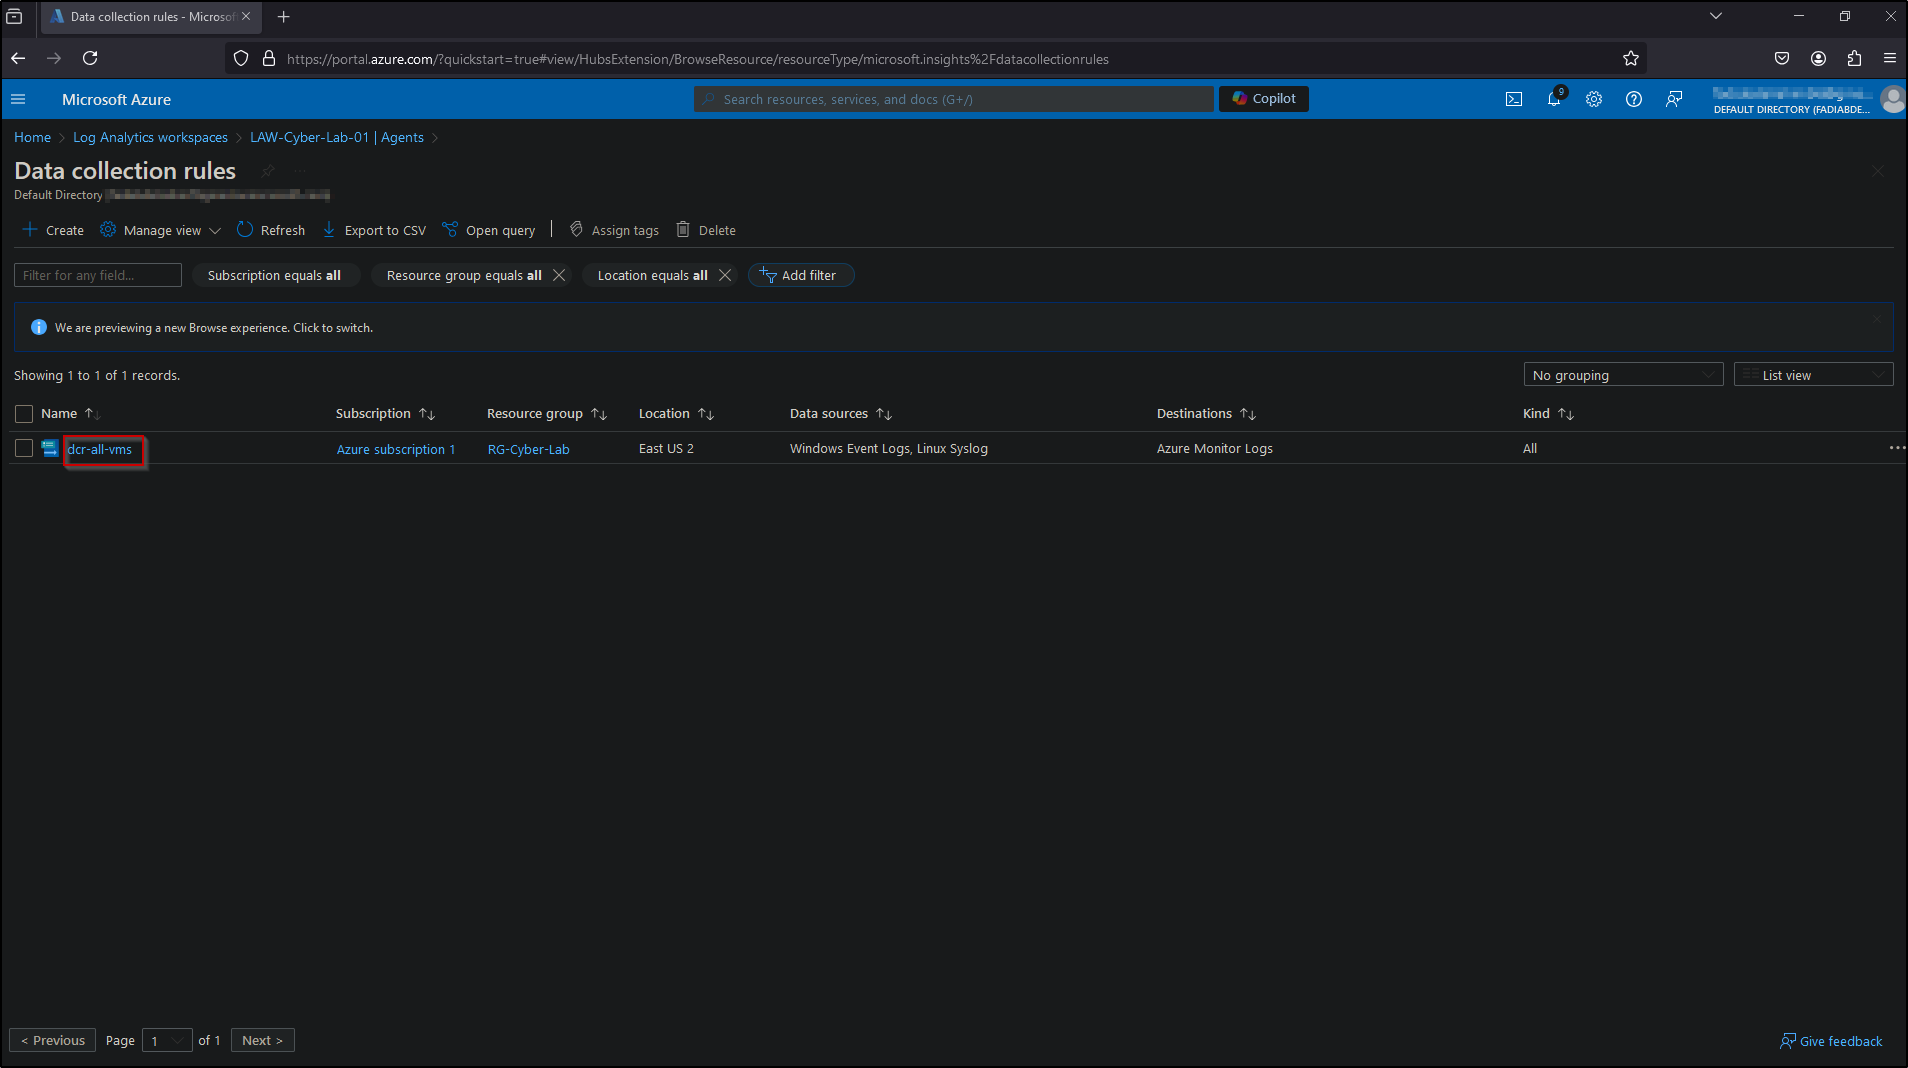 Data collection rules - Microsof
https://portal.azure.com/?quickstart=true#view/HubsExtension/BrowseResource/resourceType/microsoft.insights%2Fdatacollectionrules
Microsoft Azure
Search resources, services, and docs (G+/)
Copilot
9
DEFAULT DIRECTORY (FADIABDE...
Home > Log Analytics workspaces > LAW-Cyber-Lab-01 | Agents >
Data collection rules
Default Directory
Create Manage view Refresh Export to CSV Open query | Assign tags Delete
Filter for any field... Subscription equals all Resource group equals all Location equals all Add filter
We are previewing a new Browse experience. Click to switch.
Showing 1 to 1 of 1 records.
No grouping List view
Name Subscription Resource group Location Data sources Destinations Kind
dcr-all-vms Azure subscription 1 RG-Cyber-Lab East US 2 Windows Event Logs, Linux Syslog Azure Monitor Logs All
< Previous Page 1 of 1 Next >
Give feedback